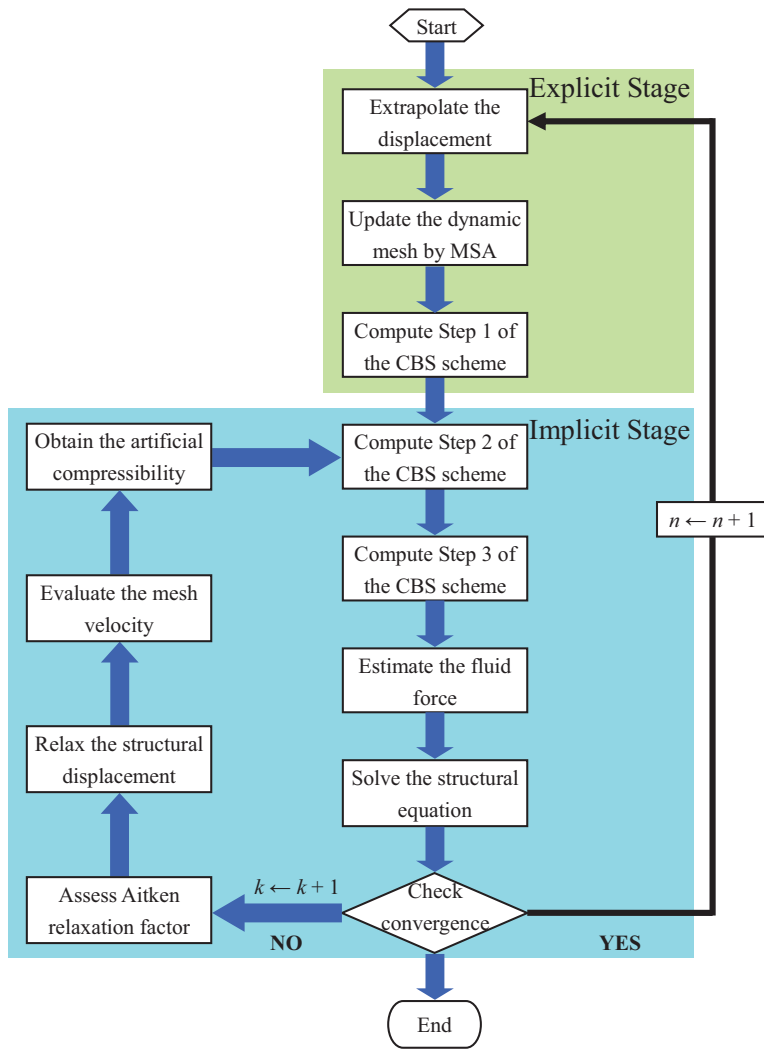 Start
Explicit Stage
Extrapolate the
displacement
Update the dynamic
mesh by MSA
Compute Step 1 of
the CBS scheme
Implicit Stage
Obtain the artificial
compressibility
Compute Step 2 of
the CBS scheme
n ← n + 1
Compute Step 3 of
the CBS scheme
Evaluate the mesh
velocity
Estimate the fluid
force
Relax the structural
displacement
Solve the structural
equation
Assess Aitken
relaxation factor
k ← k + 1
Check
convergence
NO
YES
End